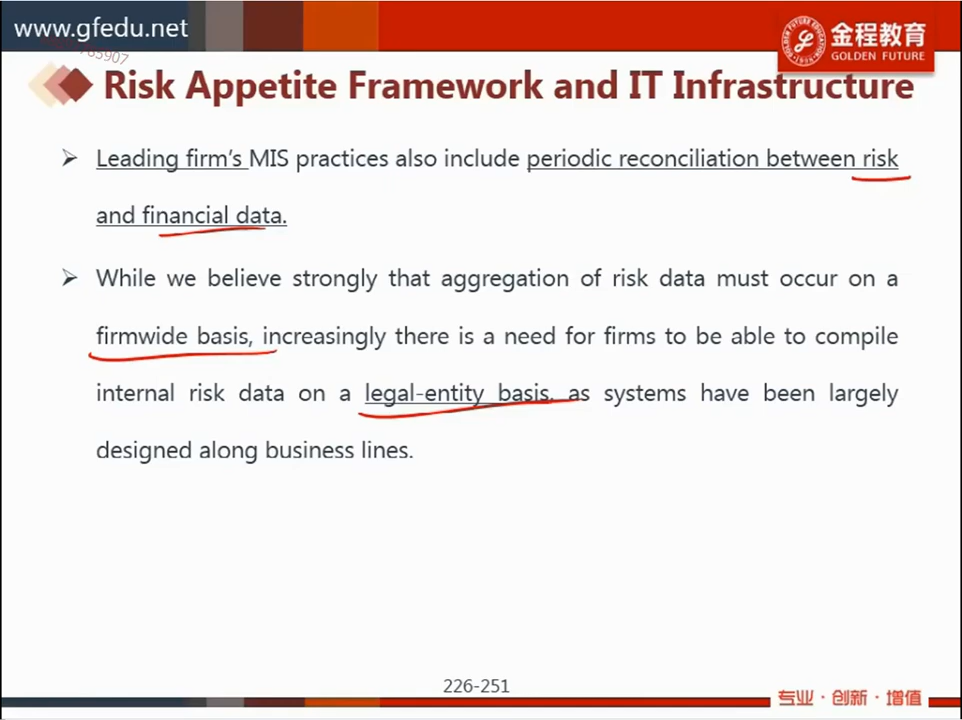 www.gfedu.net
金程教育
GOLDEN FUTURE
Risk Appetite Framework and IT Infrastructure
Leading firm's MIS practices also include periodic reconciliation between risk
and financial data.
While we believe strongly that aggregation of risk data must occur on a
firmwide basis, increasingly there is a need for firms to be able to compile
internal risk data on a legal-entity basis, as systems have been largely
designed along business lines.
226-251
专业·创新·增值